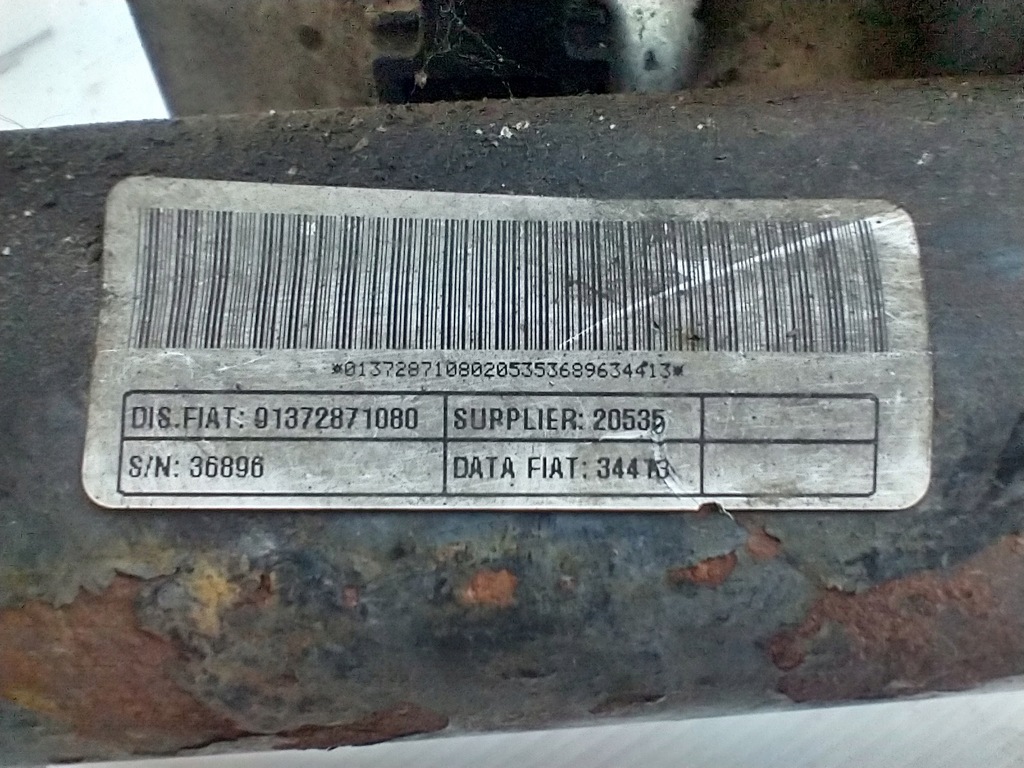 *01372871080205353689634413*
DIS.FIAT: 01372871080 SUPPLIER: 20535
S/N: 36896 DATA FIAT: 34413